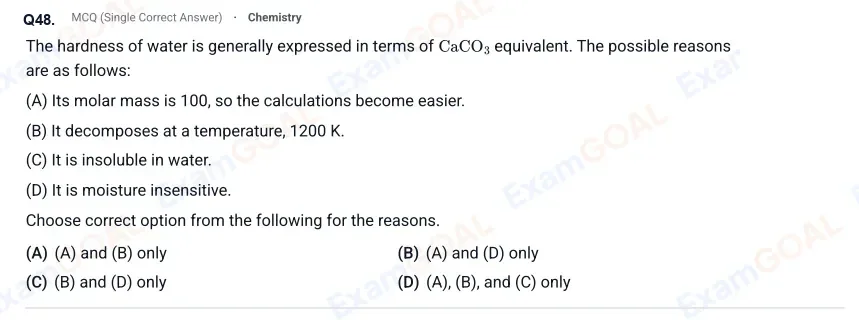 Q48. MCQ (Single Correct Answer) · Chemistry
The hardness of water is generally expressed in terms of CaCO₃ equivalent. The possible reasons
are as follows:
(A) Its molar mass is 100, so the calculations become easier.
(B) It decomposes at a temperature, 1200 K.
(C) It is insoluble in water.
(D) It is moisture insensitive.
Choose correct option from the following for the reasons.
(A) (A) and (B) only (B) (A) and (D) only
(C) (B) and (D) only (D) (A), (B), and (C) only
ExamGOAL